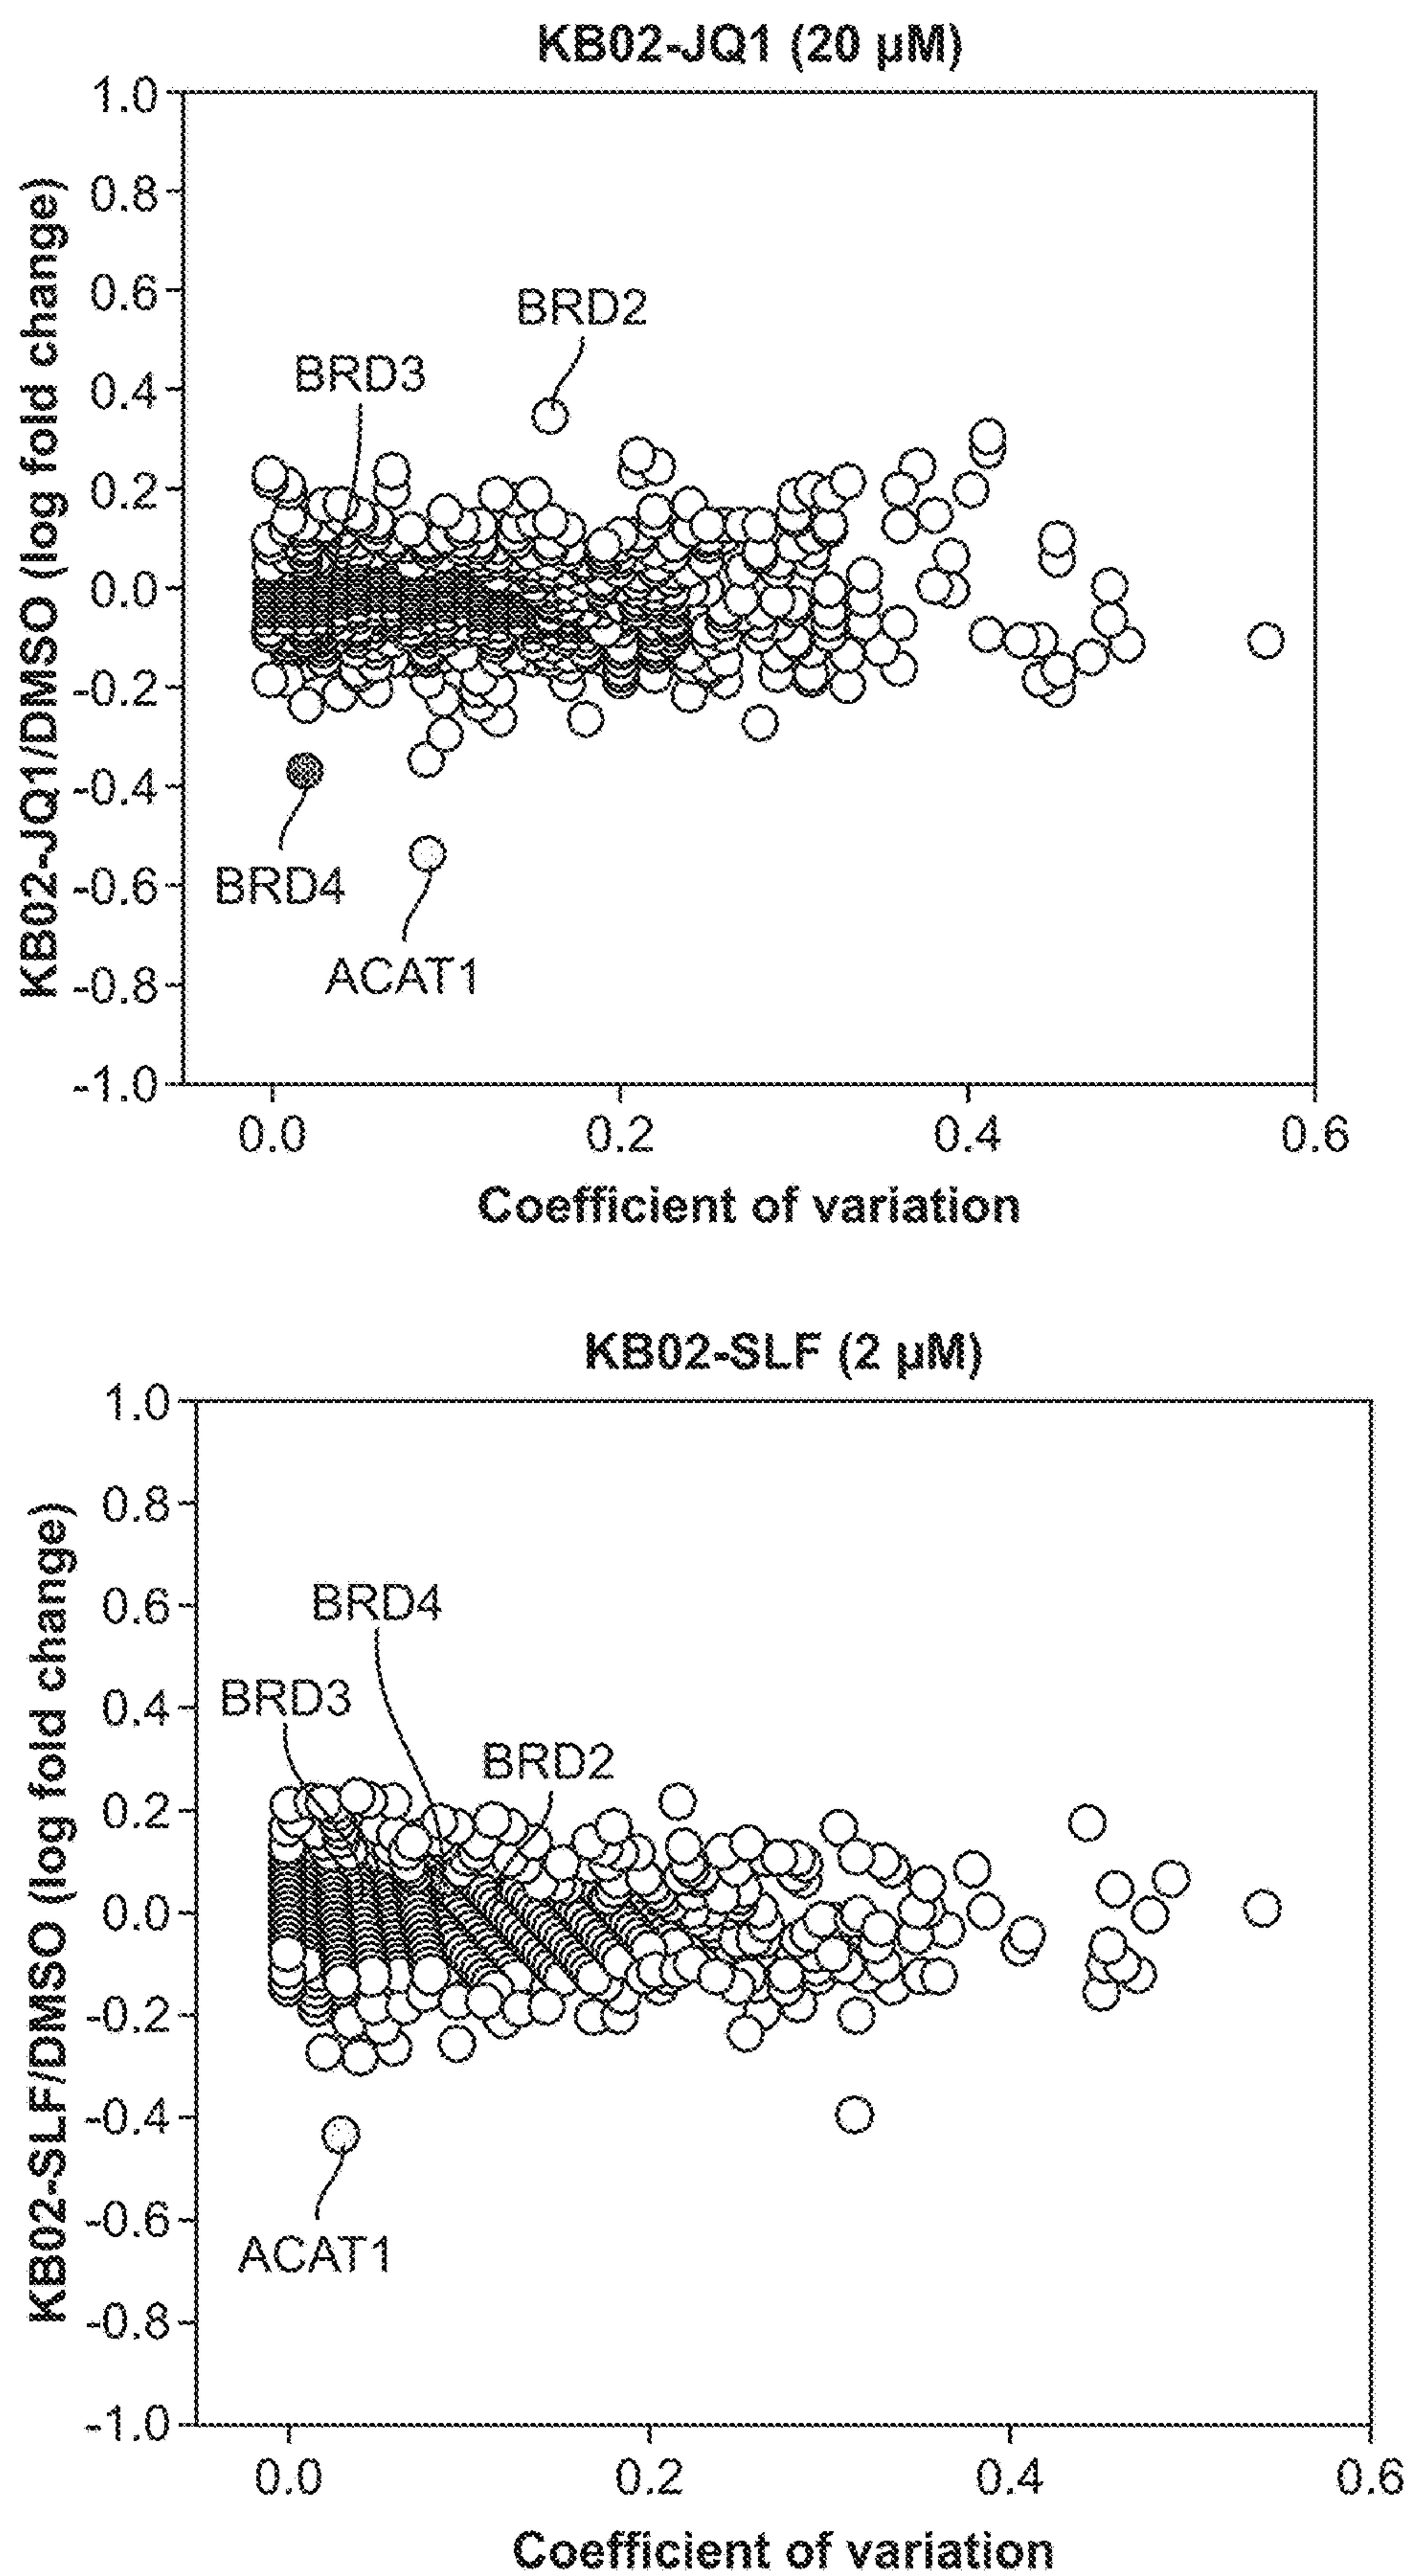 KB02-JQ1 (20 µM)
KB02-JQ1/DMSO (log fold change)
1.0
0.8
0.6
0.4
0.2
0.0
-0.2
-0.4
-0.6
-0.8
-1.0
BRD2
BRD3
BRD4
ACAT1
0.0 0.2 0.4 0.6
Coefficient of variation
KB02-SLF (2 µM)
KB02-SLF/DMSO (log fold change)
1.0
0.8
0.6
0.4
0.2
0.0
-0.2
-0.4
-0.6
-0.8
-1.0
BRD4
BRD3
BRD2
ACAT1
0.0 0.2 0.4 0.6
Coefficient of variation